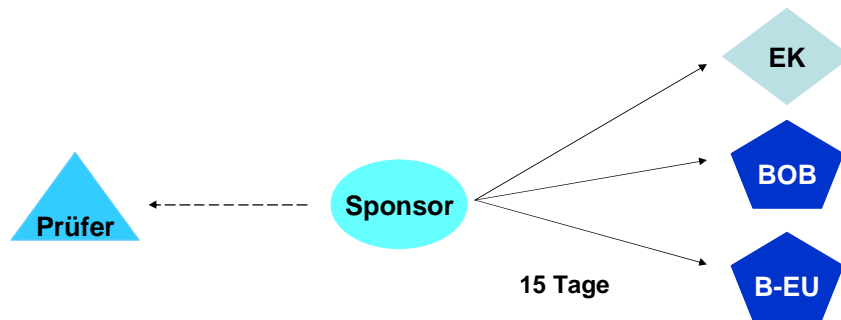 EK
BOB
Sponsor
Prüfer
B-EU
15 Tage